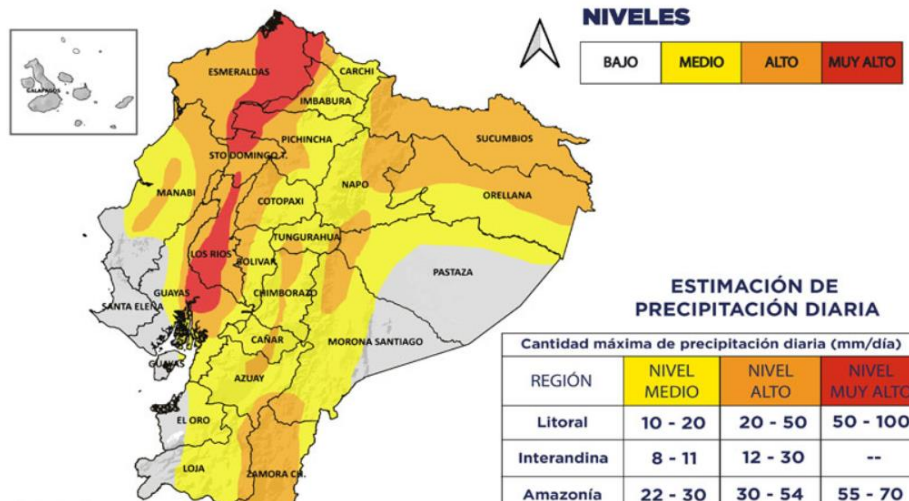 NIVELES
BAJO MEDIO ALTO MUY ALTO
GALAPAGOS
ESMERALDAS
CARCHI
IMBABURA
PICHINCHA
SUCUMBIOS
STO DOMINGO T.
MANABI
NAPO
ORELLANA
COTOPAXI
TUNGURAHUA
LOS RIOS
BOLIVAR
PASTAZA
GUAYAS
CHIMBORAZO
SANTA ELENA
CAÑAR
MORONA SANTIAGO
GUAYAS
AZUAY
EL ORO
LOJA
ZAMORA CH.
ESTIMACIÓN DE
PRECIPITACIÓN DIARIA
Cantidad máxima de precipitación diaria (mm/día)
REGIÓN NIVEL MEDIO NIVEL ALTO NIVEL MUY ALTO
Litoral 10 - 20 20 - 50 50 - 100
Interandina 8 - 11 12 - 30 --
Amazonía 22 - 30 30 - 54 55 - 70